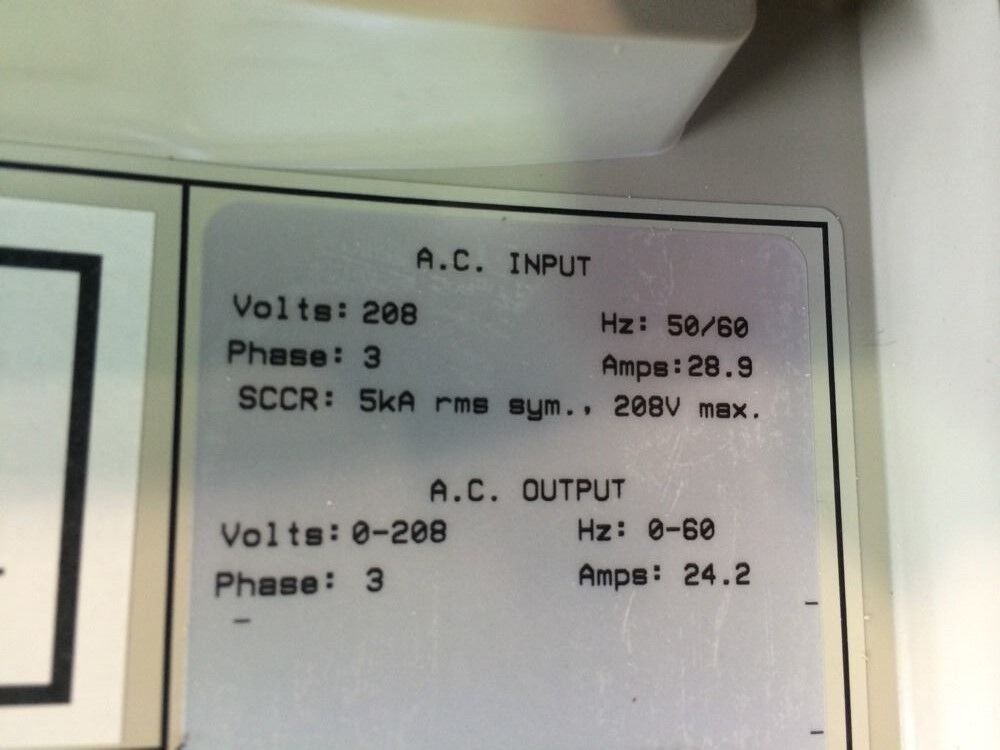 A.C. INPUT
Volts: 208 Hz: 50/60
Phase: 3 Amps:28.9
SCCR: 5kA rms sym., 208V max.
A.C. OUTPUT
Volts:0-208 Hz: 0-60
Phase: 3 Amps: 24.2